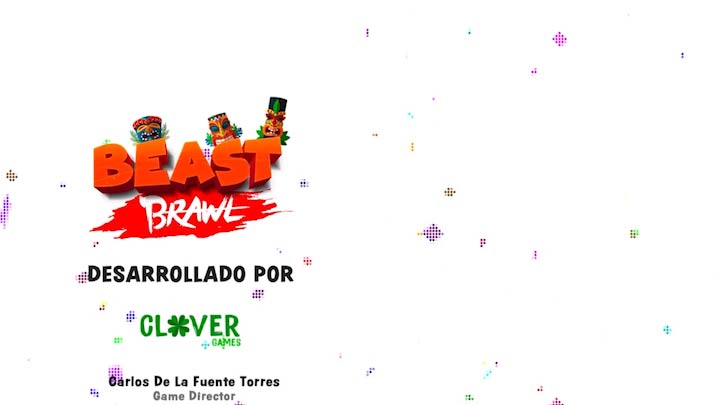 BEAST
BRAWL
DESARROLLADO POR
CLOVER
GAMES
Carlos De La Fuente Torres
Game Director